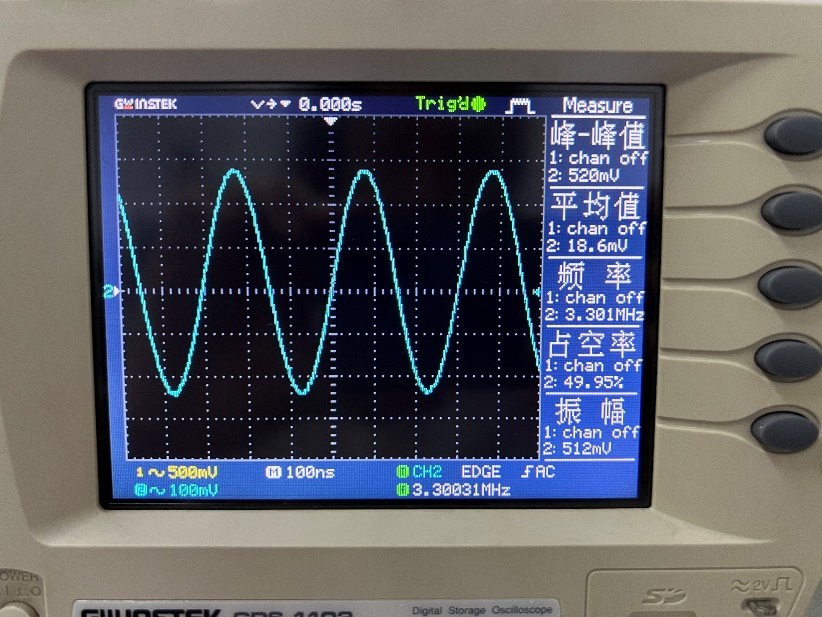 GWINSTEK 0.000s Trig'd Measure
峰-峰值
1: chan off
2: 520mV
平均值
1: chan off
2: 18.6mV
频 率
1: chan off
2: 3.301MHz
占空率
1: chan off
2: 49.95%
振 幅
1: chan off
2: 512mV
2
1 500mV M 100ns CH2 EDGE AC
2 100mV 3.30031MHz
POWER
SD 2V
GWINSTEK Digital Storage Oscilloscope